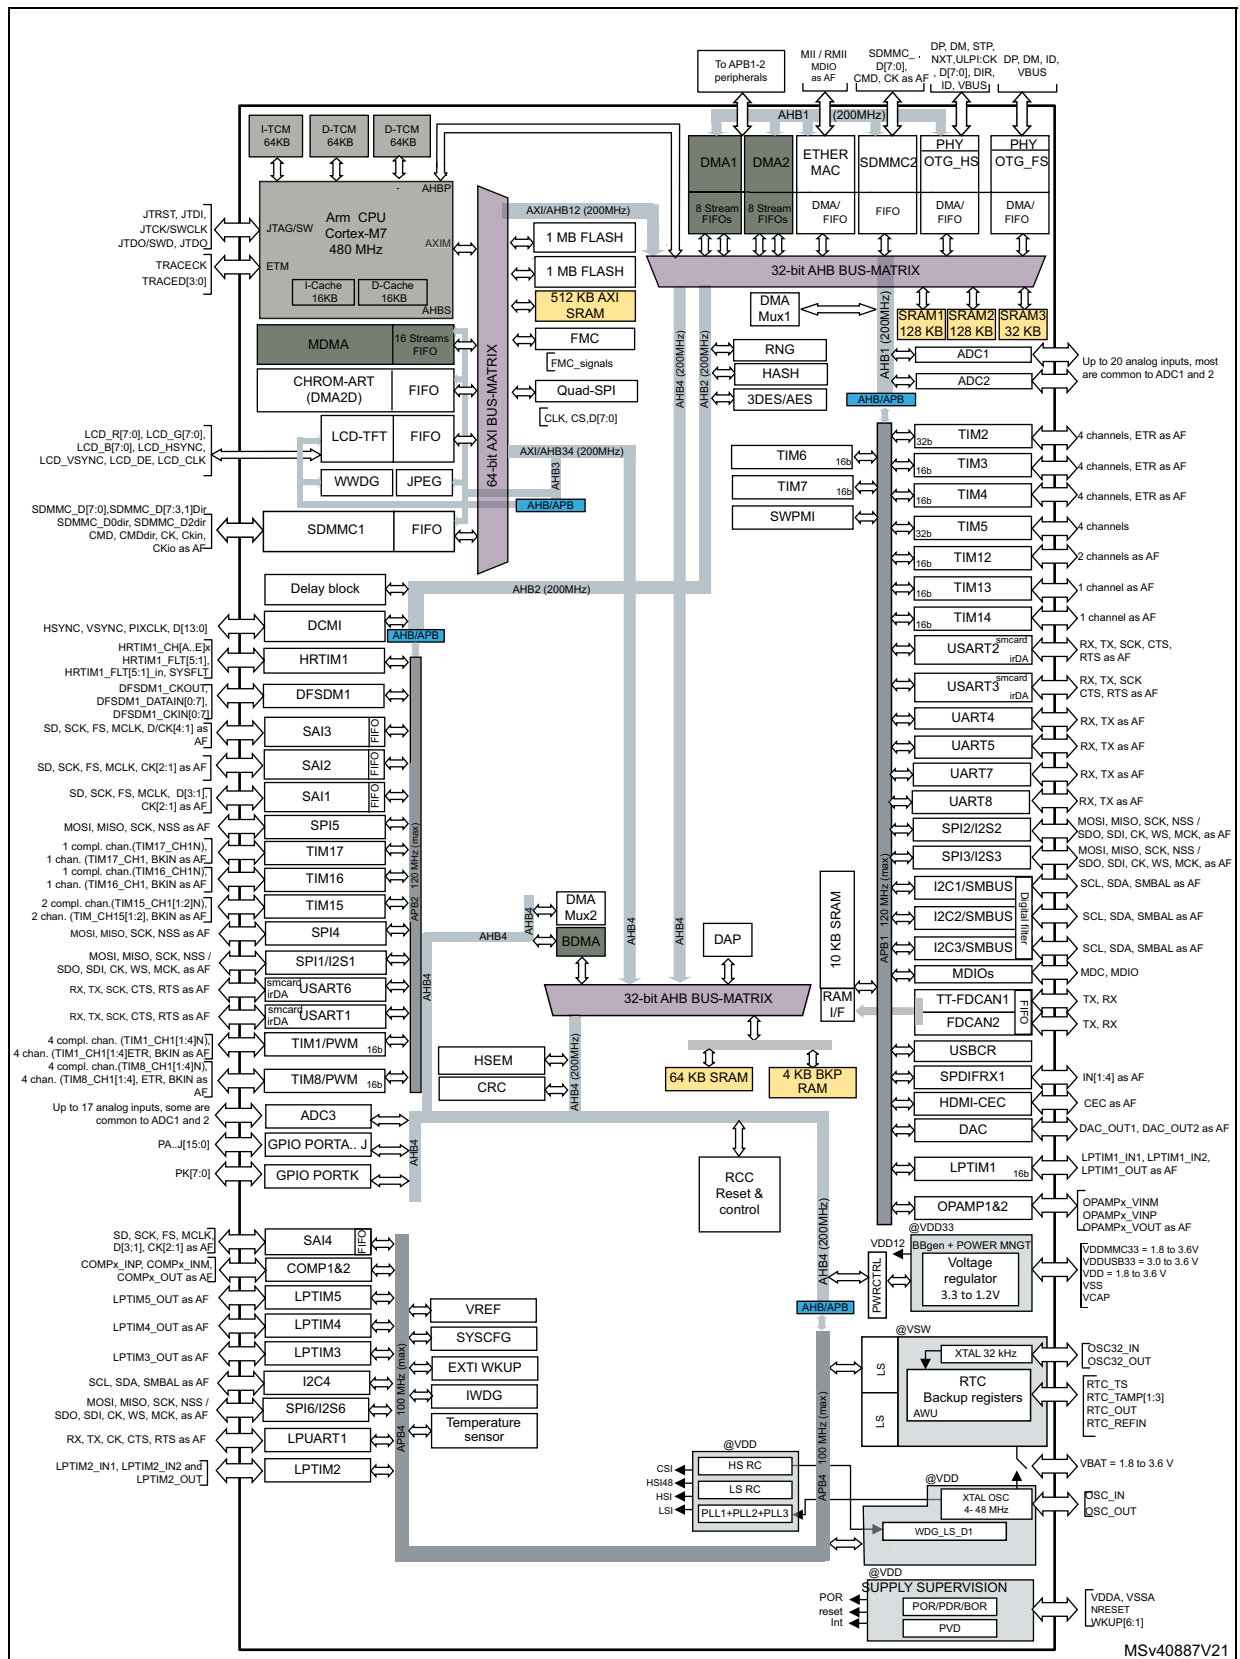 To APB1-2
peripherals
MII / RMII
MDIO
as AF
SDMMC_
D[7:0],
CMD, CK as AF
DP, DM, STP,
NXT,ULPI:CK
, D[7:0], DIR,
ID, VBUS
DP, DM, ID,
VBUS
AHB1 (200MHz)
I-TCM
64KB
D-TCM
64KB
D-TCM
64KB
DMA1
8 Stream
FIFOs
DMA2
8 Stream
FIFOs
ETHER
MAC
DMA/
FIFO
SDMMC2
FIFO
PHY
OTG_HS
DMA/
FIFO
PHY
OTG_FS
DMA/
FIFO
AHBP
Arm CPU
Cortex-M7
480 MHz
JTAG/SW
AXIM
ETM
I-Cache
16KB
D-Cache
16KB
AHBS
JTRST, JTDI,
JTCK/SWCLK
JTDO/SWD, JTDO
TRACECK
TRACED[3:0]
64-bit AXI BUS-MATRIX
AXI/AHB12 (200MHz)
1 MB FLASH
1 MB FLASH
512 KB AXI
SRAM
FMC
FMC_signals
Quad-SPI
CLK, CS,D[7:0]
32-bit AHB BUS-MATRIX
DMA
Mux1
SRAM1
128 KB
SRAM2
128 KB
SRAM3
32 KB
AHB1 (200MHz)
AHB4 (200MHz)
AHB2 (200MHz)
RNG
HASH
3DES/AES
ADC1
ADC2
Up to 20 analog inputs, most
are common to ADC1 and 2
AHB/APB
MDMA
16 Streams
FIFO
CHROM-ART
(DMA2D)
FIFO
LCD-TFT
FIFO
WWDG
JPEG
SDMMC1
FIFO
LCD_R[7:0], LCD_G[7:0],
LCD_B[7:0], LCD_HSYNC,
LCD_VSYNC, LCD_DE, LCD_CLK
SDMMC_D[7:0],SDMMC_D[7:3,1]Dir
SDMMC_D0dir, SDMMC_D2dir
CMD, CMDdir, CK, Ckin,
CKio as AF
AXI/AHB34 (200MHz)
AHB3
AHB/APB
TIM6
16b
TIM7
16b
SWPMI
TIM2
32b
4 channels, ETR as AF
TIM3
16b
4 channels, ETR as AF
TIM4
16b
4 channels, ETR as AF
TIM5
32b
4 channels
TIM12
16b
2 channels as AF
TIM13
16b
1 channel as AF
TIM14
16b
1 channel as AF
USART2
smcard
irDA
RX, TX, SCK, CTS,
RTS as AF
USART3
smcard
irDA
RX, TX, SCK
CTS, RTS as AF
UART4
RX, TX as AF
UART5
RX, TX as AF
UART7
RX, TX as AF
UART8
RX, TX as AF
SPI2/I2S2
MOSI, MISO, SCK, NSS /
SDO, SDI, CK, WS, MCK, as AF
SPI3/I2S3
MOSI, MISO, SCK, NSS /
SDO, SDI, CK, WS, MCK, as AF
I2C1/SMBUS
SCL, SDA, SMBAL as AF
I2C2/SMBUS
SCL, SDA, SMBAL as AF
I2C3/SMBUS
SCL, SDA, SMBAL as AF
Digital filter
MDIOs
MDC, MDIO
TT-FDCAN1
TX, RX
FDCAN2
TX, RX
FIFO
USBCR
SPDIFRX1
IN[1:4] as AF
HDMI-CEC
CEC as AF
DAC
DAC_OUT1, DAC_OUT2 as AF
LPTIM1
16b
LPTIM1_IN1, LPTIM1_IN2,
LPTIM1_OUT as AF
OPAMP1&2
OPAMPx_VINM
OPAMPx_VINP
OPAMPx_VOUT as AF
APB1 120 MHz (max)
10 KB SRAM
RAM
I/F
Delay block
AHB2 (200MHz)
AHB/APB
DCMI
HSYNC, VSYNC, PIXCLK, D[13:0]
HRTIM1
HRTIM1_CH[A..E]x
HRTIM1_FLT[5:1],
HRTIM1_FLT[5:1]_in, SYSFLT
DFSDM1
DFSDM1_CKOUT,
DFSDM1_DATAIN[0:7],
DFSDM1_CKIN[0:7]
SAI3
FIFO
SD, SCK, FS, MCLK, D/CK[4:1] as
AF
SAI2
FIFO
SD, SCK, FS, MCLK, CK[2:1] as AF
SAI1
FIFO
SD, SCK, FS, MCLK, D[3:1],
CK[2:1] as AF
SPI5
MOSI, MISO, SCK, NSS as AF
TIM17
1 compl. chan.(TIM17_CH1N),
1 chan. (TIM17_CH1, BKIN as AF
TIM16
1 compl. chan.(TIM16_CH1N),
1 chan. (TIM16_CH1, BKIN as AF
TIM15
2 compl. chan.(TIM15_CH1[1:2]N),
2 chan. (TIM_CH15[1:2], BKIN as AF
SPI4
MOSI, MISO, SCK, NSS as AF
SPI1/I2S1
MOSI, MISO, SCK, NSS /
SDO, SDI, CK, WS, MCK, as AF
USART6
smcard
irDA
RX, TX, SCK, CTS, RTS as AF
USART1
smcard
irDA
RX, TX, SCK, CTS, RTS as AF
TIM1/PWM
16b
4 compl. chan. (TIM1_CH1[1:4]N),
4 chan. (TIM1_CH1[1:4]ETR, BKIN as AF
TIM8/PWM
16b
4 compl. chan.(TIM8_CH1[1:4]N),
4 chan. (TIM8_CH1[1:4], ETR, BKIN as
AF
APB2 120 MHz (max)
ADC3
Up to 17 analog inputs, some are
common to ADC1 and 2
GPIO PORTA.. J
PA..J[15:0]
GPIO PORTK
PK[7:0]
AHB4
AHB4
AHB4
AHB4
AHB4
AHB4
DMA
Mux2
BDMA
DAP
32-bit AHB BUS-MATRIX
64 KB SRAM
4 KB BKP
RAM
HSEM
CRC
AHB4 (200MHz)
RCC
Reset &
control
AHB4 (200MHz)
AHB/APB
SAI4
FIFO
SD, SCK, FS, MCLK,
D[3;1], CK[2:1] as AF
COMP1&2
COMPx_INP, COMPx_INM,
COMPx_OUT as AF
LPTIM5
LPTIM5_OUT as AF
LPTIM4
LPTIM4_OUT as AF
LPTIM3
LPTIM3_OUT as AF
I2C4
SCL, SDA, SMBAL as AF
SPI6/I2S6
MOSI, MISO, SCK, NSS /
SDO, SDI, CK, WS, MCK, as AF
LPUART1
RX, TX, CK, CTS, RTS as AF
LPTIM2
LPTIM2_IN1, LPTIM2_IN2 and
LPTIM2_OUT
APB4 100 MHz (max)
VREF
SYSCFG
EXTI WKUP
IWDG
Temperature
sensor
APB4 100 MHz (max)
@VDD33
VDD12
BBgen + POWER MNGT
Voltage
regulator
3.3 to 1.2V
PWRCTRL
VDDMMC33 = 1.8 to 3.6V
VDDUSB33 = 3.0 to 3.6 V
VDD = 1.8 to 3.6 V
VSS
VCAP
@VSW
LS
LS
XTAL 32 kHz
RTC
Backup registers
AWU
OSC32_IN
OSC32_OUT
RTC_TS
RTC_TAMP[1:3]
RTC_OUT
RTC_REFIN
VBAT = 1.8 to 3.6 V
@VDD
HS RC
LS RC
PLL1+PLL2+PLL3
CSI
HSI48
HSI
LSI
@VDD
XTAL OSC
4- 48 MHz
WDG_LS_D1
OSC_IN
OSC_OUT
@VDD
SUPPLY SUPERVISION
POR/PDR/BOR
PVD
POR
reset
Int
VDDA, VSSA
NRESET
WKUP[6:1]
MSv40887V21